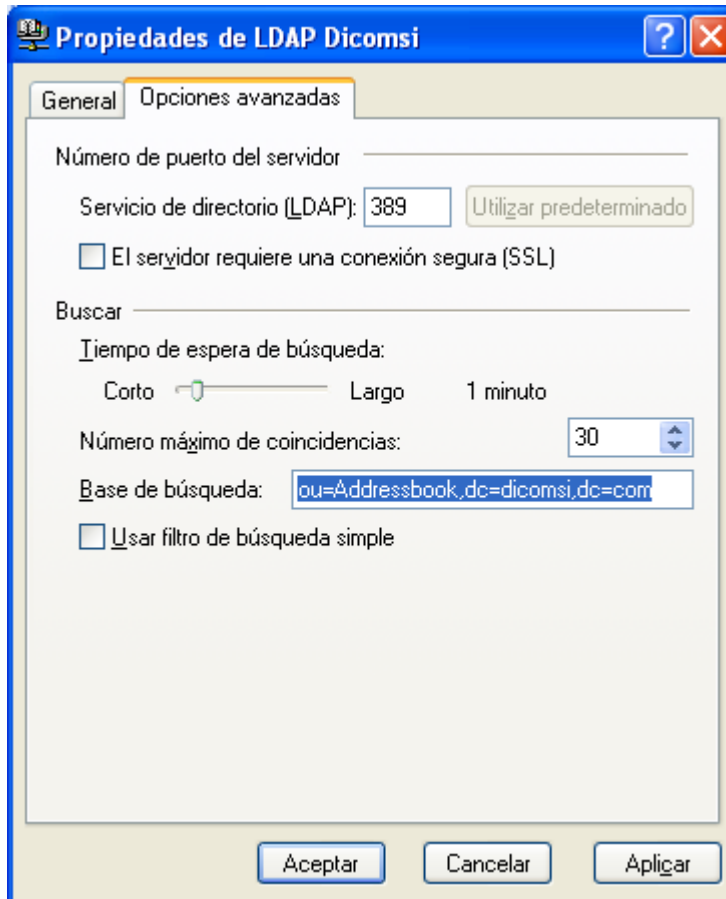 Propiedades de LDAP Dicomsi
General
Opciones avanzadas
Número de puerto del servidor
Servicio de directorio (LDAP): 389 Utilizar predeterminado
El servidor requiere una conexión segura (SSL)
Buscar
Tiempo de espera de búsqueda:
Corto Largo 1 minuto
Número máximo de coincidencias: 30
Base de búsqueda: ou=Addressbook,dc=dicomsi,dc=com
Usar filtro de búsqueda simple
Aceptar Cancelar Aplicar